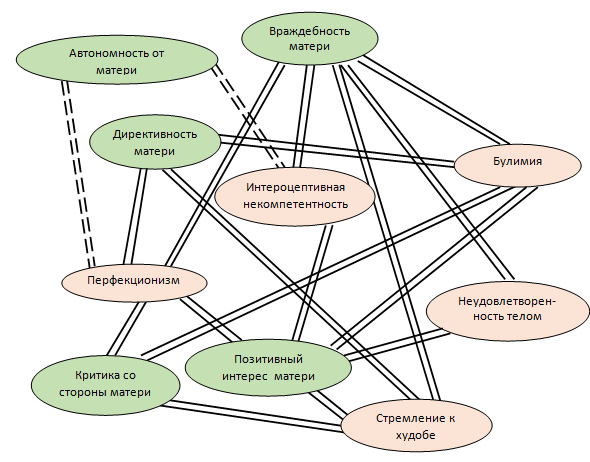 Враждебность
матери
Автономность от
матери
Директивность
матери
Булимия
Интероцептивная
некомпетентность
Перфекционизм
Неудовлетворен-
ность телом
Позитивный
интерес матери
Критика со
стороны матери
Стремление к
худобе